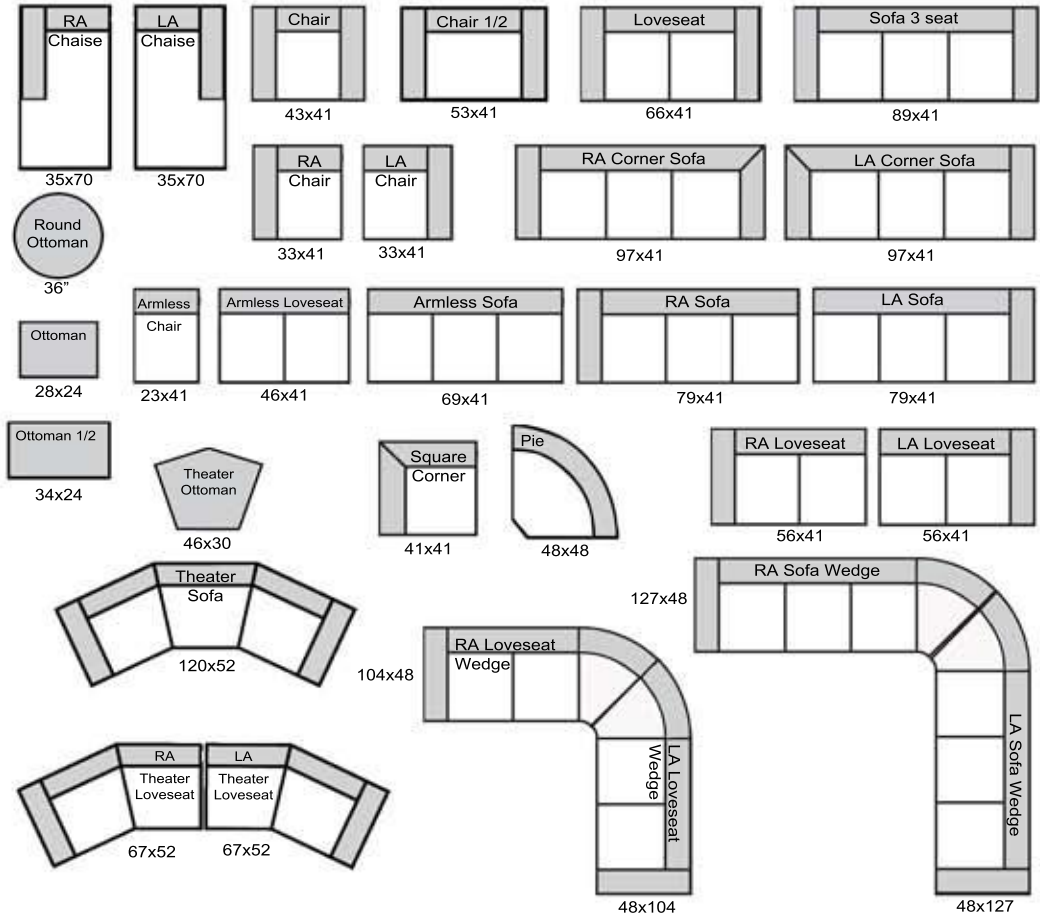 RA
Chaise
35x70
LA
Chaise
35x70
Chair
43x41
Chair 1/2
53x41
Loveseat
66x41
Sofa 3 seat
89x41
RA
Chair
33x41
LA
Chair
33x41
RA Corner Sofa
97x41
LA Corner Sofa
97x41
Round
Ottoman
36”
Ottoman
28x24
Armless
Chair
23x41
Armless Loveseat
46x41
Armless Sofa
69x41
RA Sofa
79x41
LA Sofa
79x41
Ottoman 1/2
34x24
Theater
Ottoman
46x30
Square
Corner
41x41
Pie
48x48
RA Loveseat
56x41
LA Loveseat
56x41
Theater
Sofa
120x52
RA Loveseat
Wedge
104x48
LA Loveseat
Wedge
48x104
RA Sofa Wedge
127x48
LA Sofa Wedge
48x127
RA
Theater
Loveseat
67x52
LA
Theater
Loveseat
67x52